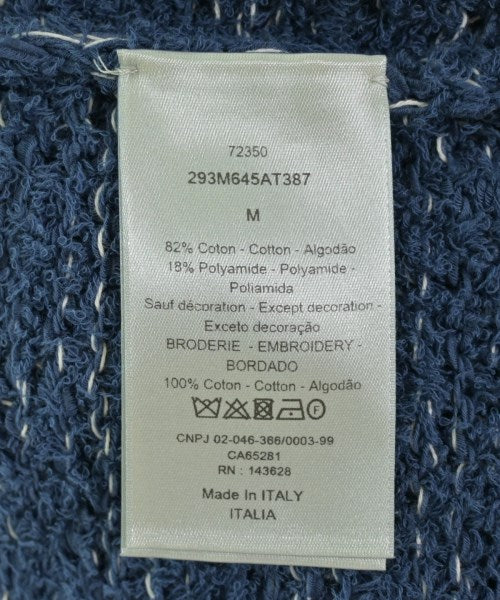 72350
293M645AT387
M
82% Coton - Cotton - Algodão
18% Polyamide - Polyamide -
Poliamida
Sauf décoration - Except decoration -
Exceto decoração
BRODERIE - EMBROIDERY -
BORDADO
100% Coton - Cotton - Algodão
F
CNPJ 02-046-366/0003-99
CA65281
RN : 143628
Made In ITALY
ITALIA